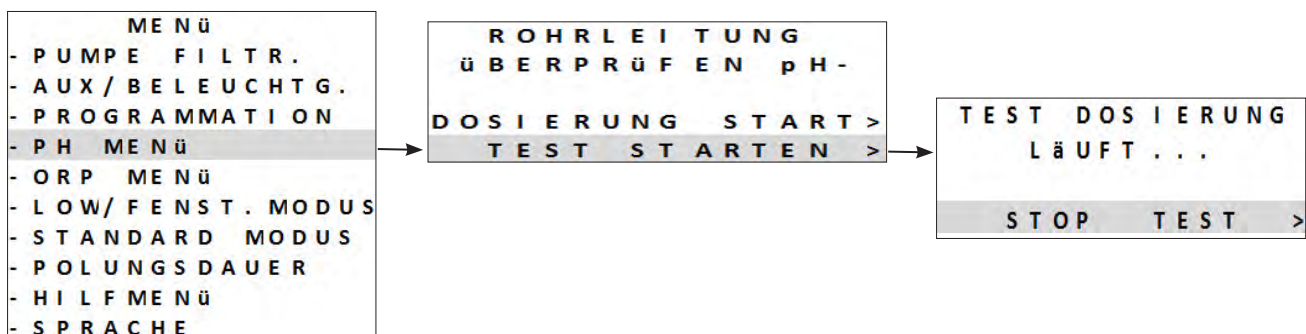 MENü
- PUMPE FILTR.
- AUX/BELEUCHTG.
- PROGRAMMATION
- PH MENü
- ORP MENü
- LOW/FENST.MODUS
- STANDARD MODUS
- POLUNGSDAUER
- HILFMENü
- SPRACHE
ROHRLEITUNG
üBERPRüFEN pH-
DOSIERUNG START>
TEST STARTEN >
TEST DOSIERUNG
LäUFT...
STOP TEST >